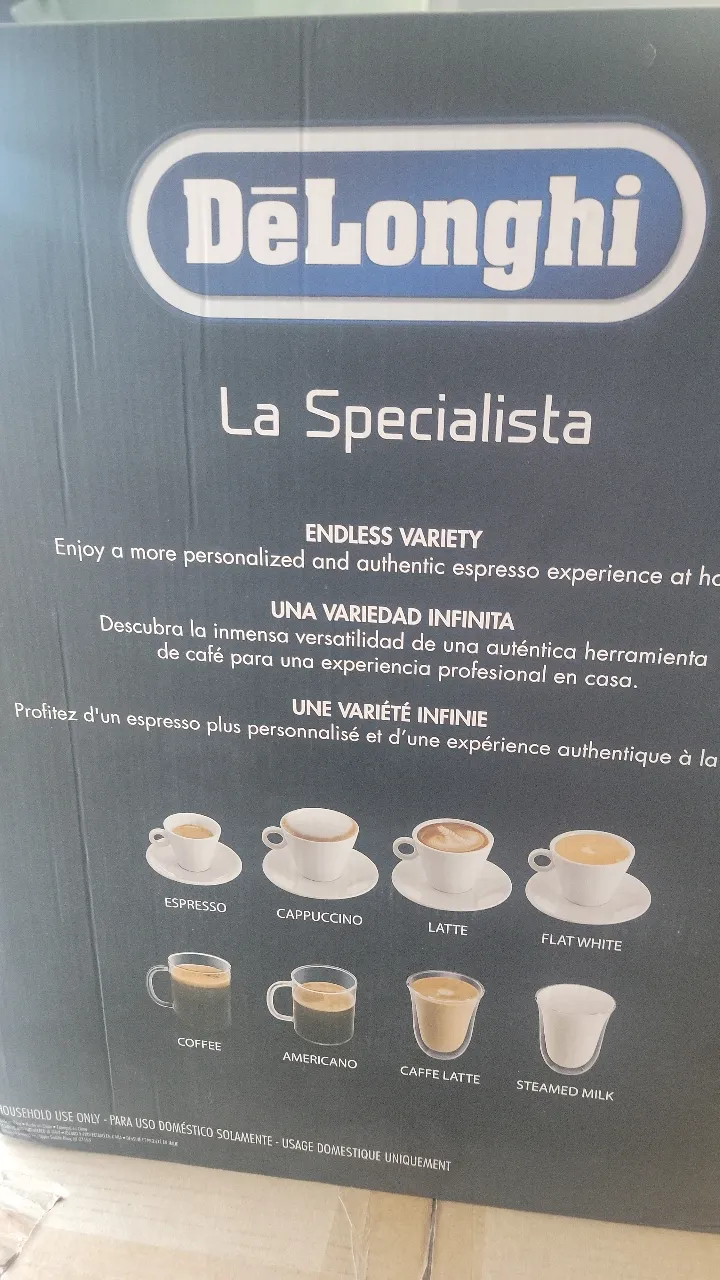 DēLonghi
La Specialista
ENDLESS VARIETY
Enjoy a more personalized and authentic espresso experience at
UNA VARIEDAD INFINITA
Descubra la inmensa versatilidad de una auténtica herramienta
de café para una experiencia profesional en casa.
UNE VARIÉTÉ INFINIE
Profitez d'un espresso plus personnalisé et d'une expérience authentique à la
ESPRESSO CAPPUCCINO LATTE FLAT WHITE
COFFEE AMERICANO CAFFE LATTE STEAMED MILK
HOUSEHOLD USE ONLY - PARA USO DOMÉSTICO SOLAMENTE - USAGE DOMESTIQUE UNIQUEMENT